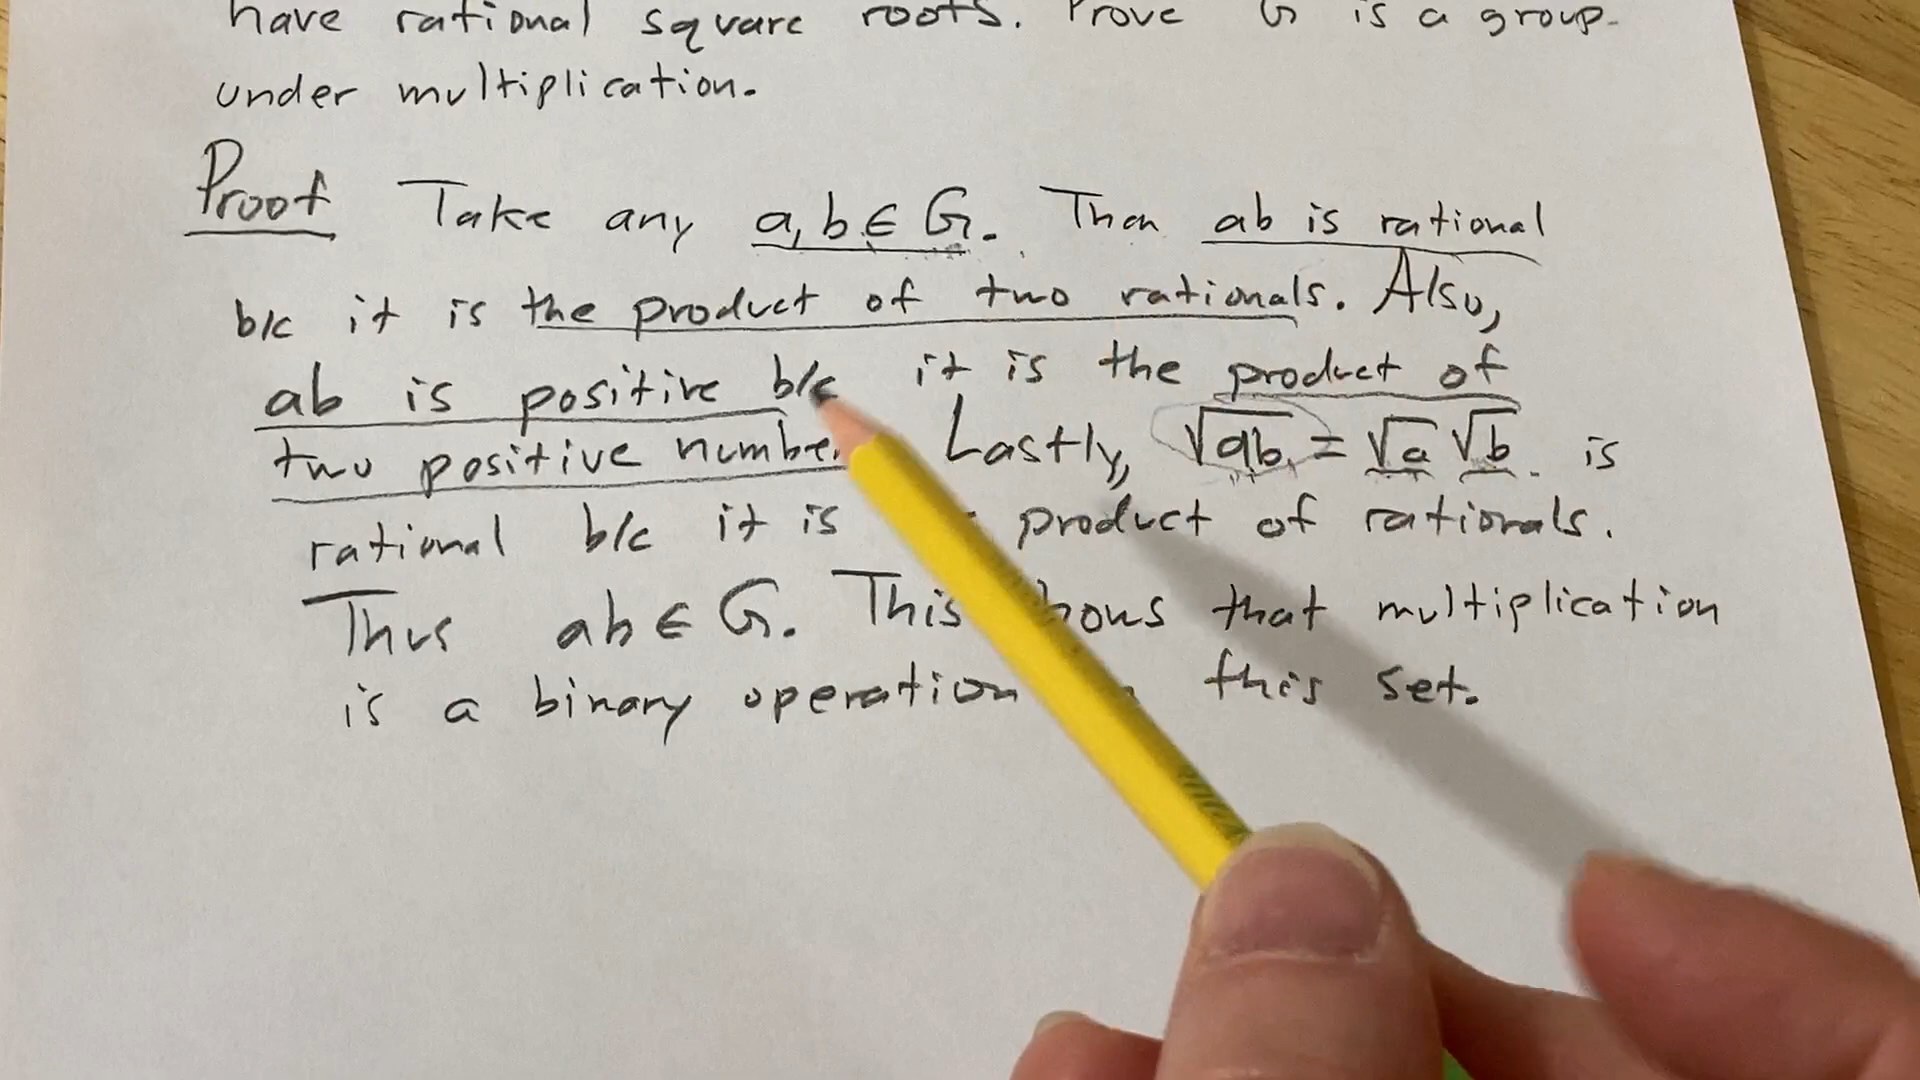 have rational square roots. Prove G is a group
under multiplication.
Proof Take any a, b ∈ G. Then ab is rational
b/c it is the product of two rationals. Also,
ab is positive b/c it is the product of
two positive number Lastly, √ab = √a √b is
rational b/c it is product of rationals.
Thus ab ∈ G. This shows that multiplication
is a binary operation this set.